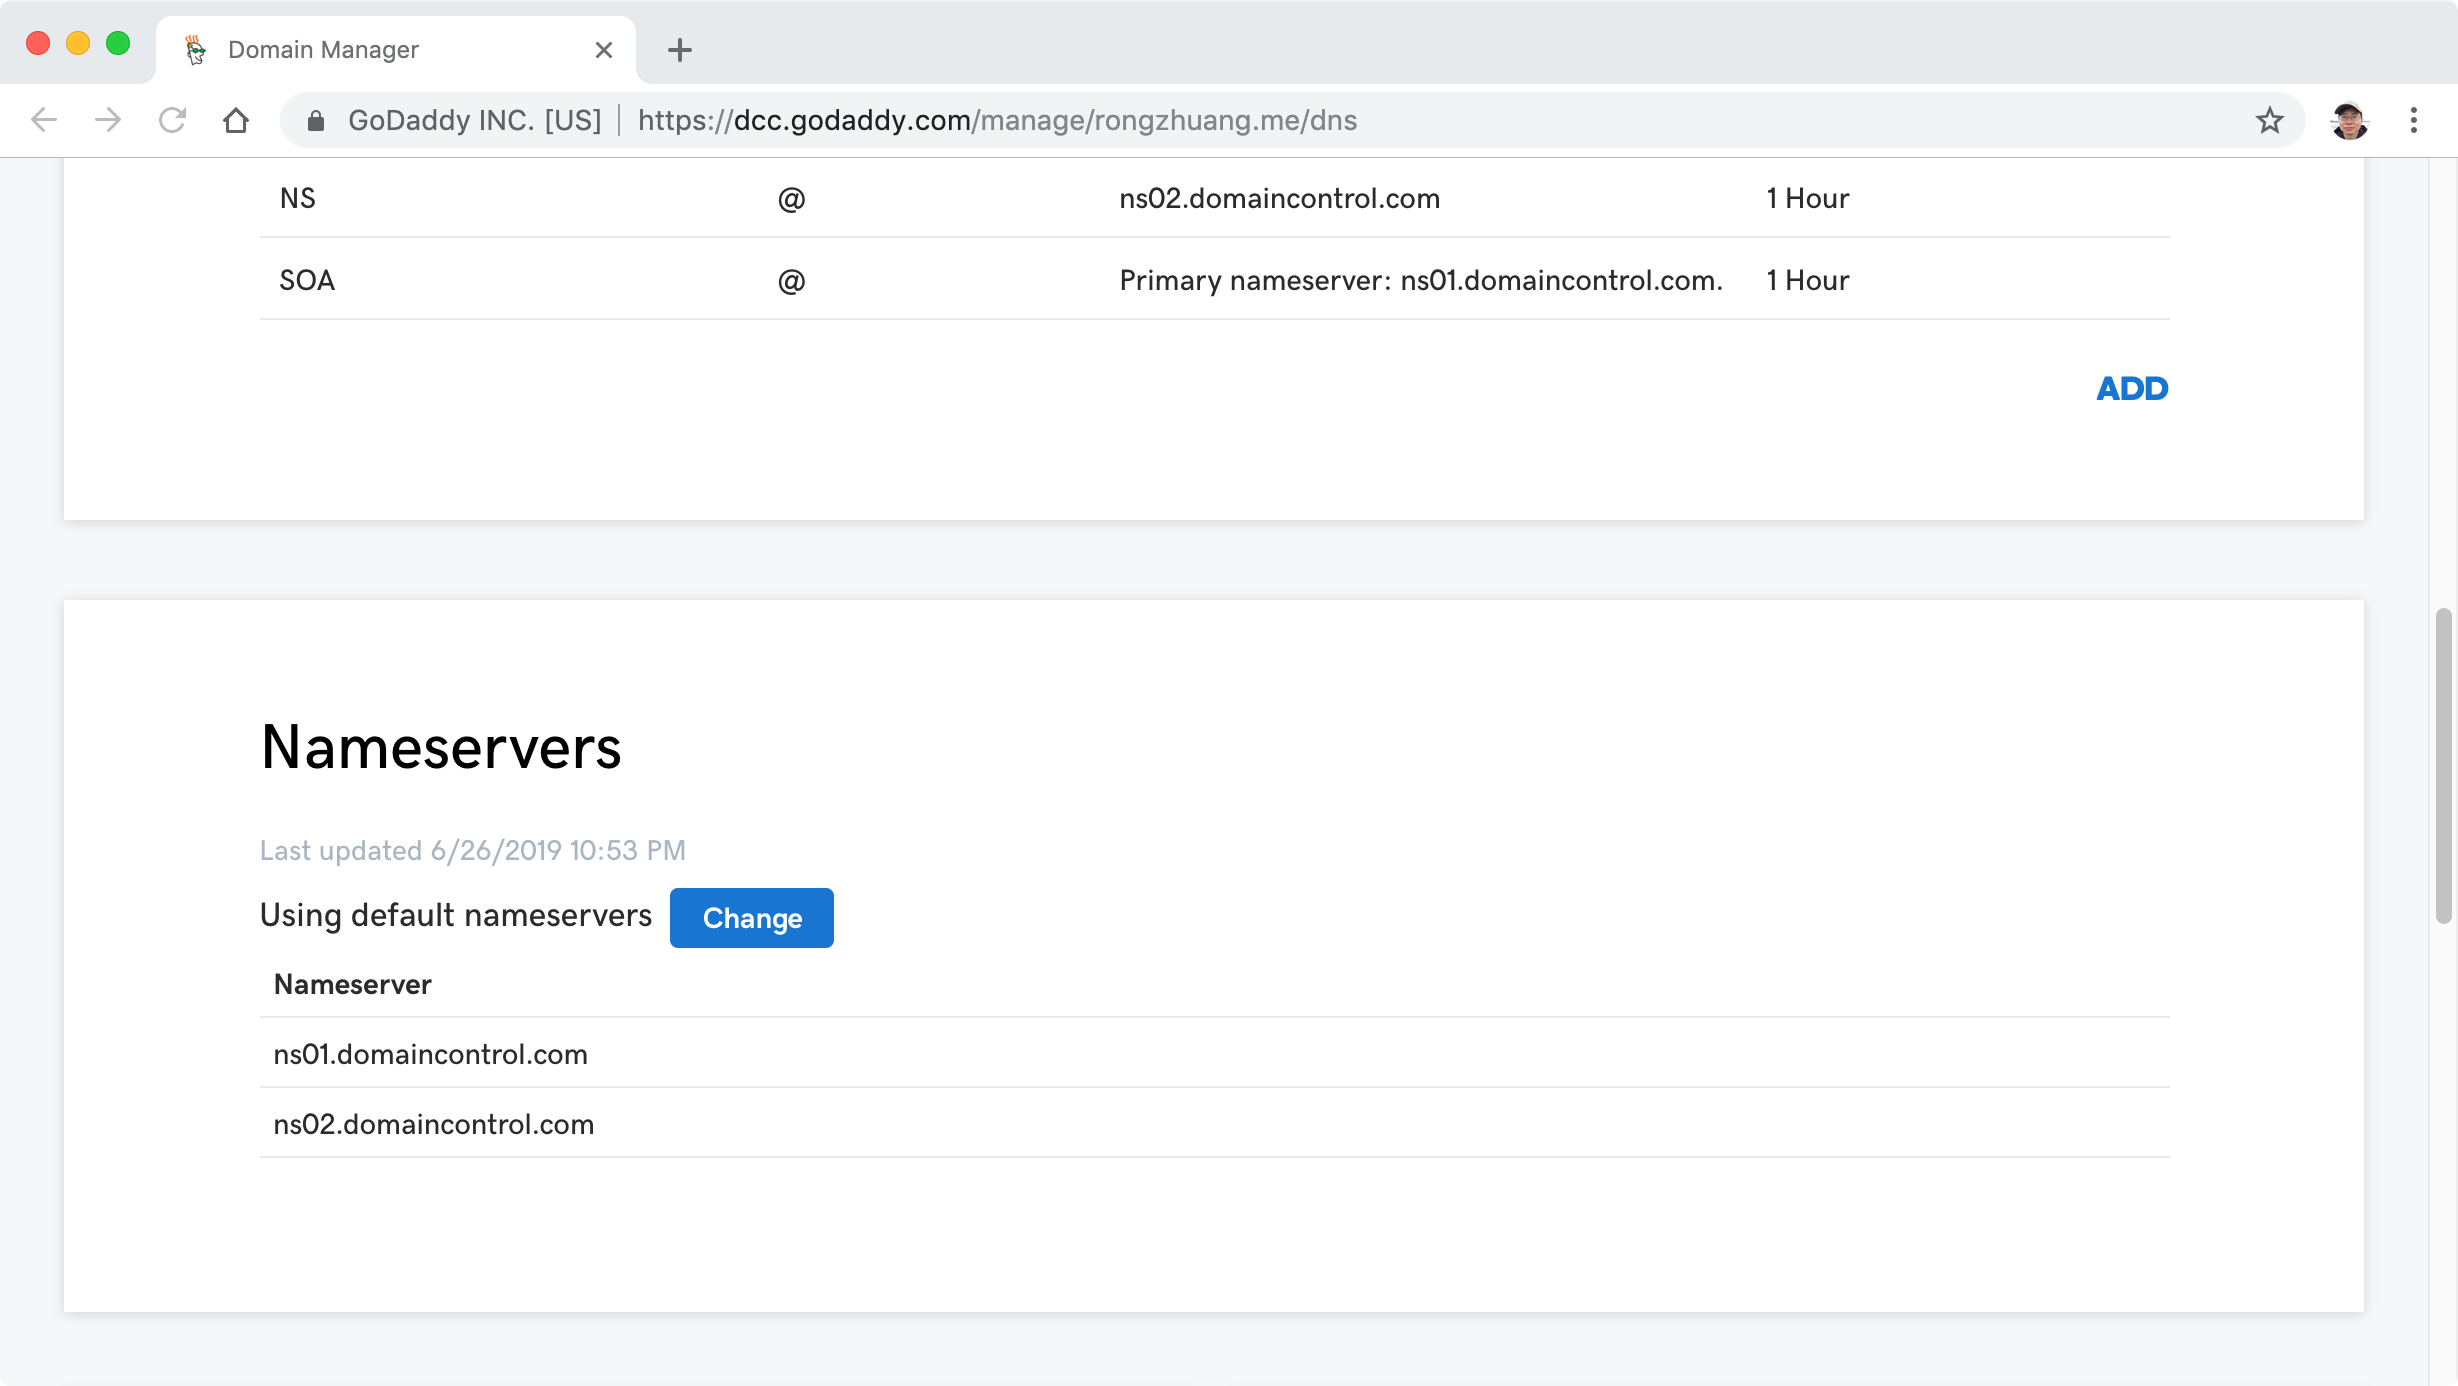 Domain Manager
GoDaddy INC. [US] | https://dcc.godaddy.com/manage/rongzhuang.me/dns
NS @ ns02.domaincontrol.com 1 Hour
SOA @ Primary nameserver: ns01.domaincontrol.com. 1 Hour
ADD
Nameservers
Last updated 6/26/2019 10:53 PM
Using default nameservers Change
Nameserver
ns01.domaincontrol.com
ns02.domaincontrol.com